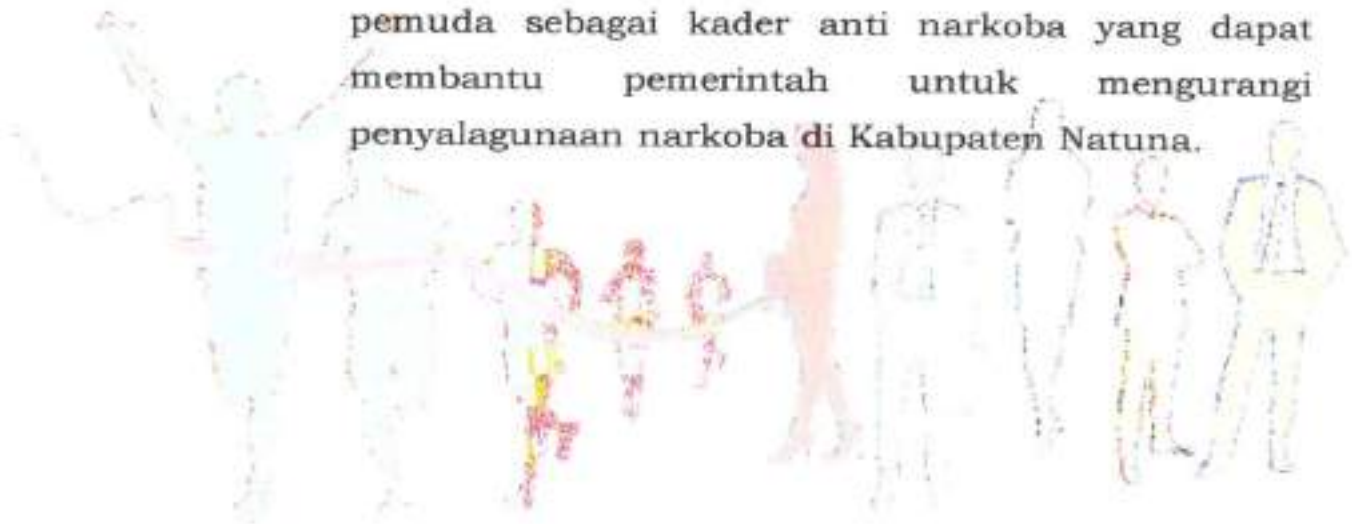 pemuda sebagai kader anti narkoba yang dapat
membantu pemerintah untuk mengurangi
penyalagunaan narkoba di Kabupaten Natuna.